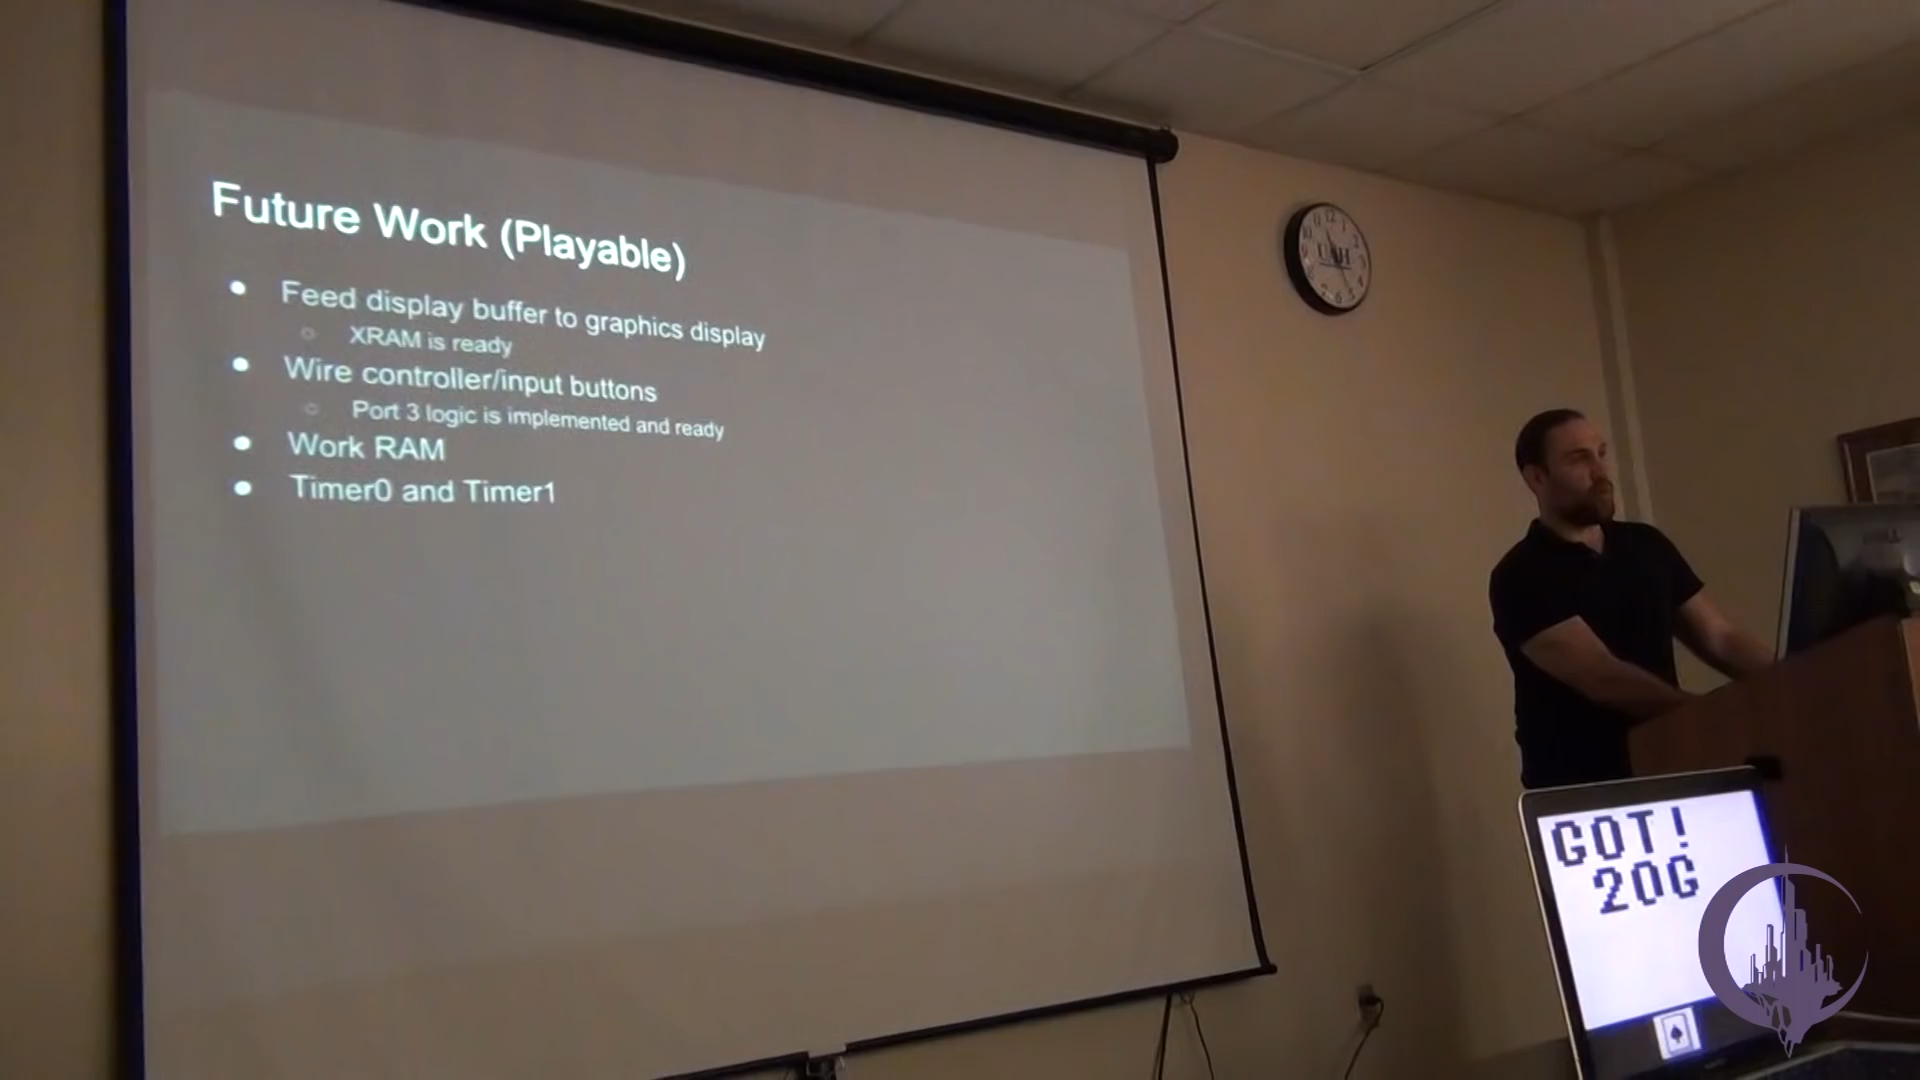 Future Work (Playable)
Feed display buffer to graphics display
XRAM is ready
Wire controller/input buttons
Port 3 logic is implemented and ready
Work RAM
Timer0 and Timer1
UAH
GOT!
20G